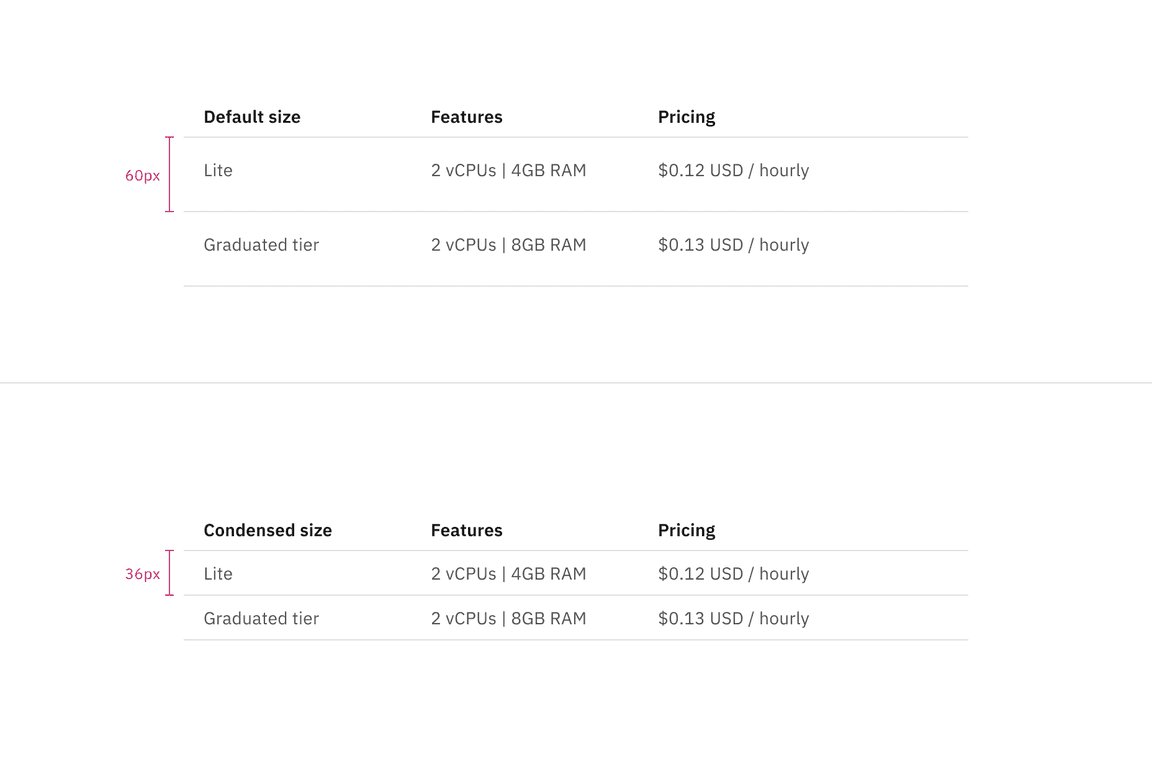 Default size Features Pricing
60px Lite 2 vCPUs | 4GB RAM $0.12 USD / hourly
Graduated tier 2 vCPUs | 8GB RAM $0.13 USD / hourly
Condensed size Features Pricing
36px Lite 2 vCPUs | 4GB RAM $0.12 USD / hourly
Graduated tier 2 vCPUs | 8GB RAM $0.13 USD / hourly